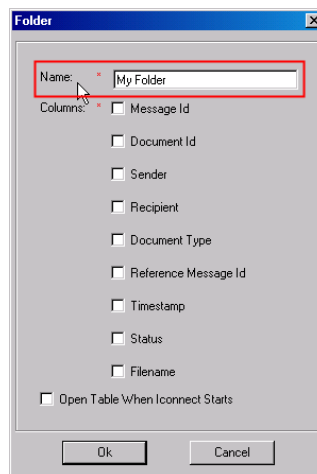 Folder
Name: * My Folder
Columns: * Message Id
Document Id
Sender
Recipient
Document Type
Reference Message Id
Timestamp
Status
Filename
Open Table When Iconnect Starts
Ok Cancel